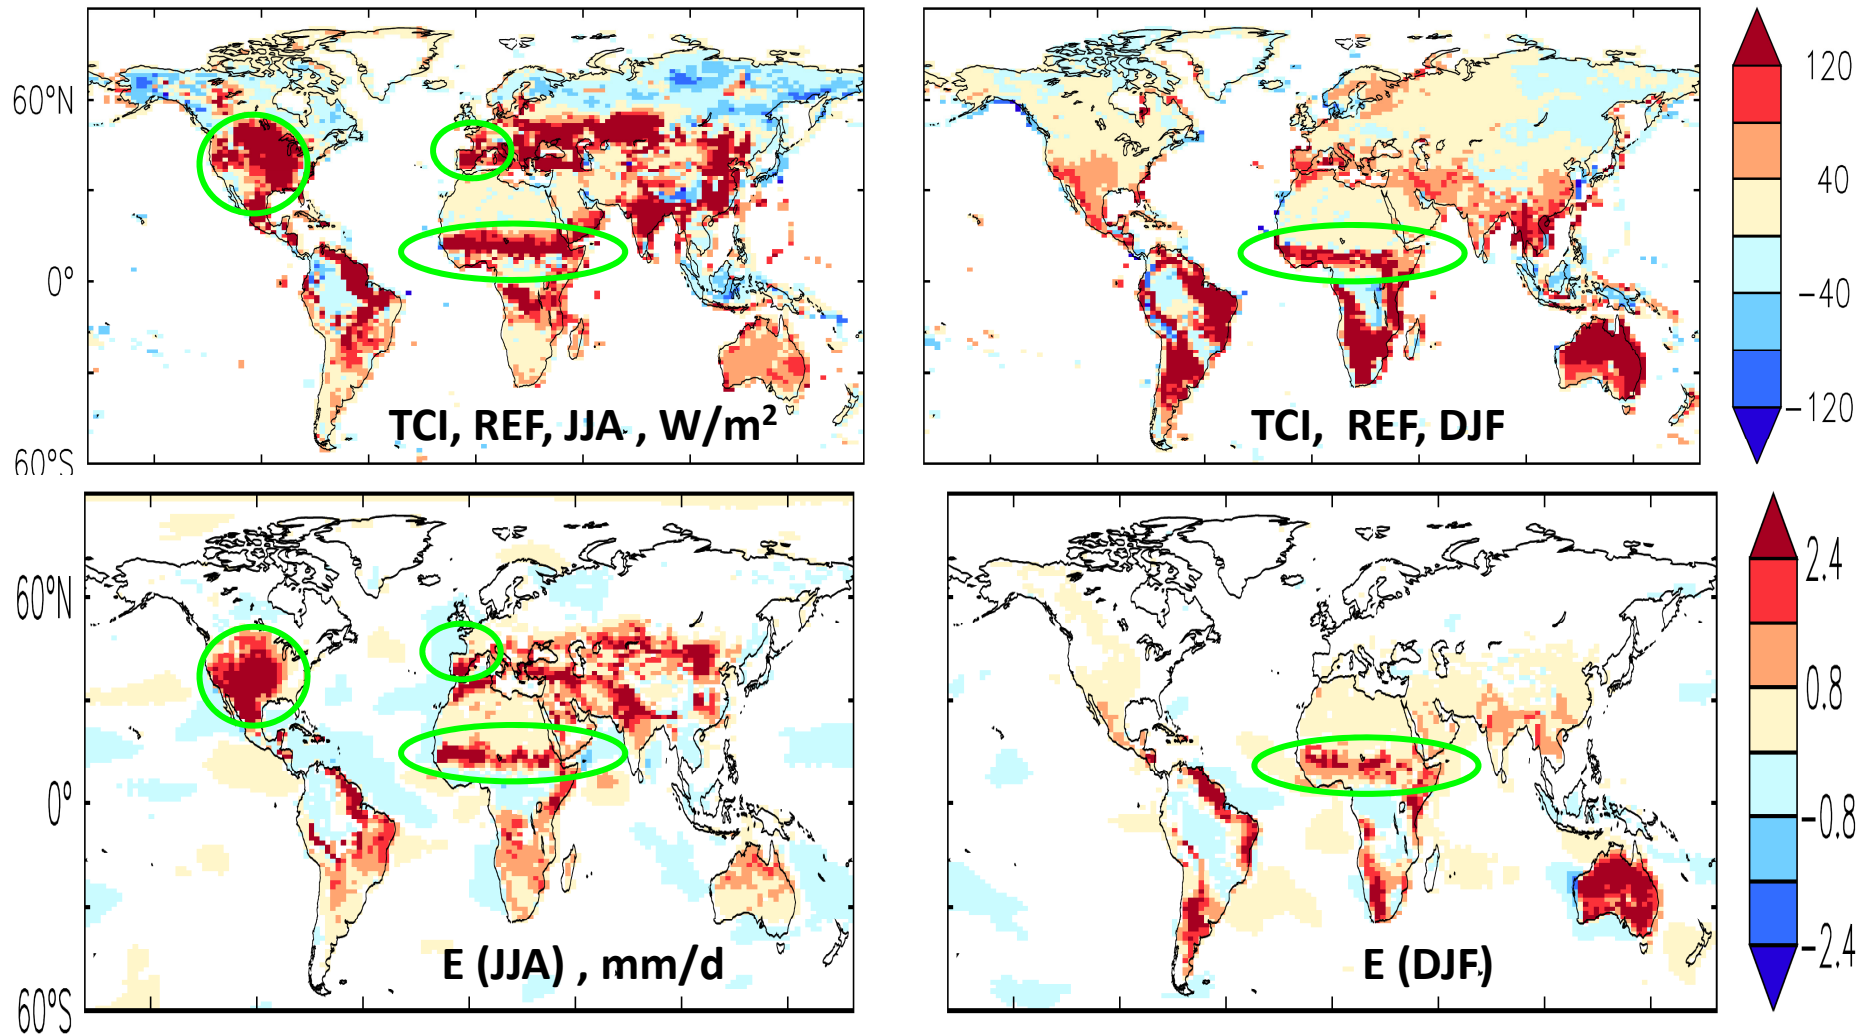 60°N
0°
60°S
TCI, REF, JJA , W/m²
TCI, REF, DJF
120
40
−40
−120
60°N
0°
60°S
E (JJA) , mm/d
E (DJF)
2.4
0.8
−0.8
−2.4